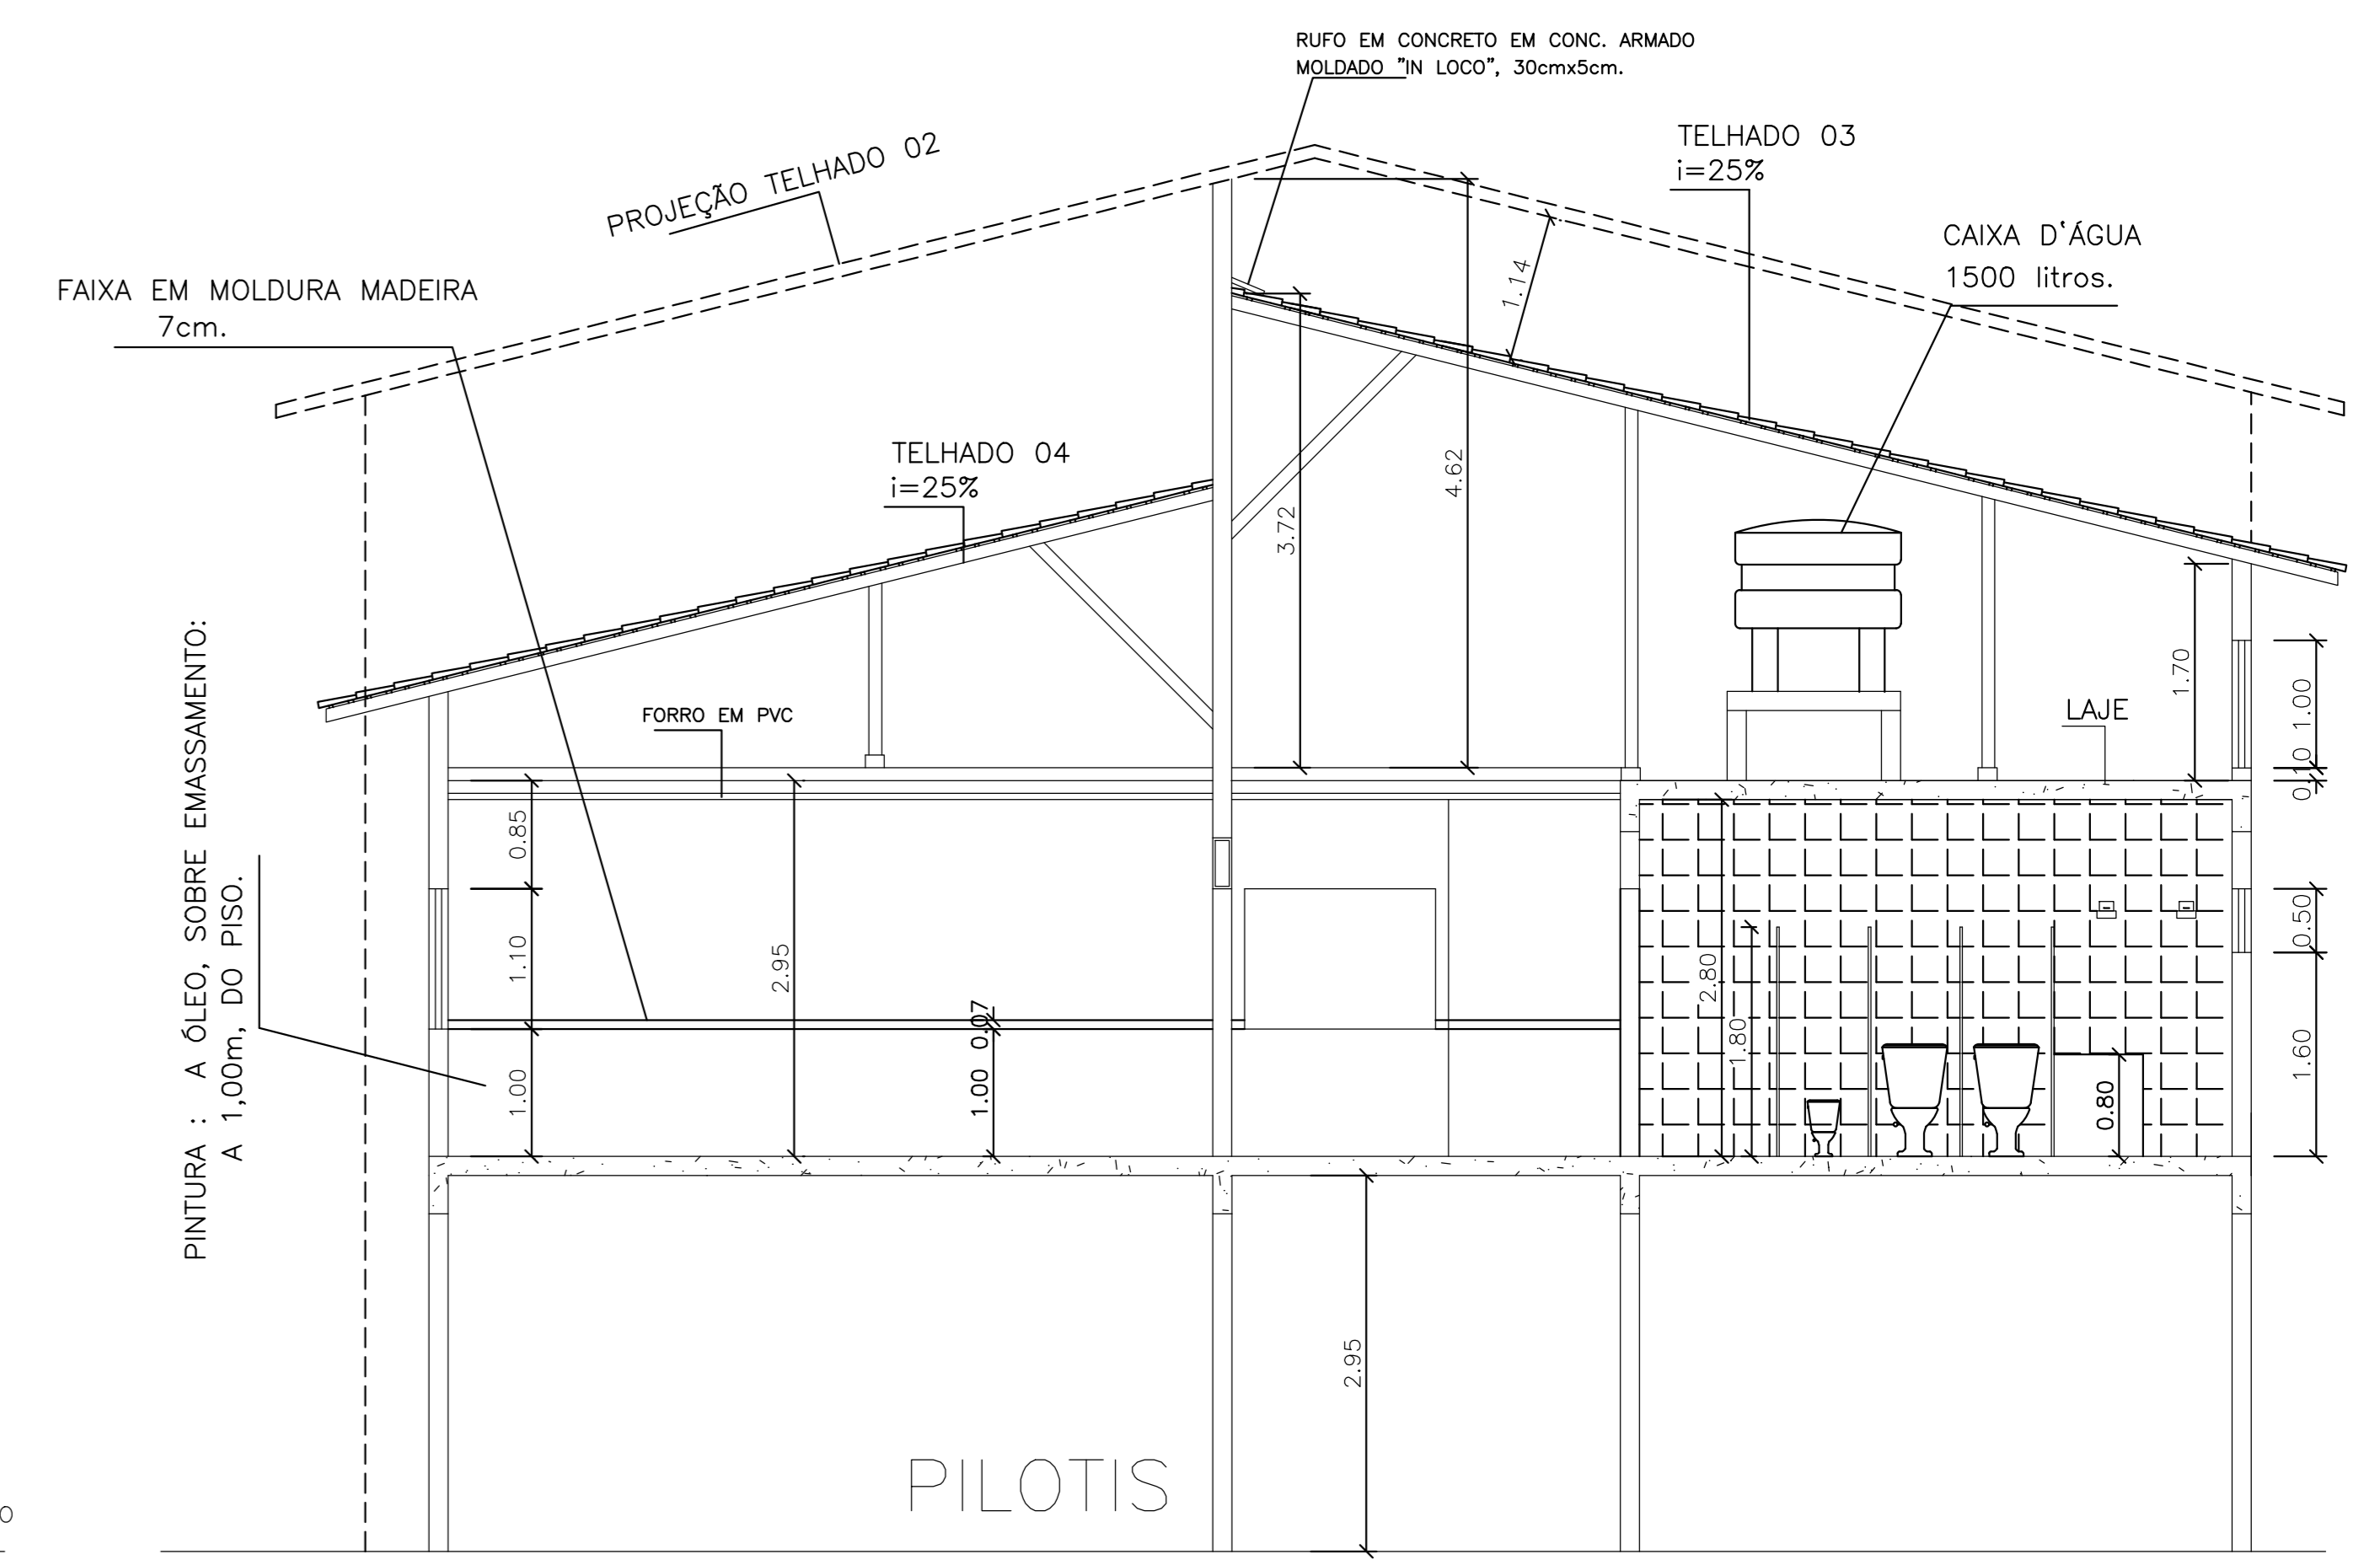 RUFO EM CONCRETO EM CONC. ARMADO
MOLDADO "IN LOCO", 30cmx5cm.
TELHADO 03
i=25%
PROJEÇÃO TELHADO 02
CAIXA D'ÁGUA
1500 litros.
FAIXA EM MOLDURA MADEIRA
7cm.
1.14
TELHADO 04
i=25%
4.62
3.72
PINTURA : A ÓLEO, SOBRE EMASSAMENTO:
A 1,00m, DO PISO.
FORRO EM PVC
1.70
LAJE
1.00
0.10
0.85
1.10
2.95
1.00
1.00 0.07
2.80
1.80
0.80
0.50
1.60
2.95
PILOTIS
O